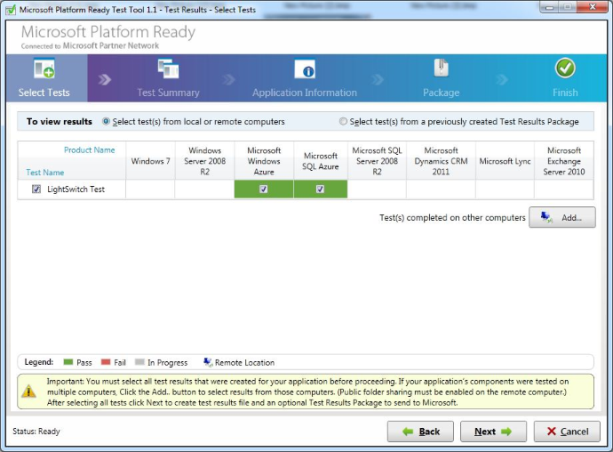 Microsoft Platform Ready Test Tool 1.1 - Test Results - Select Tests
Microsoft Platform Ready
Connected to Microsoft Partner Network
Select Tests
Test Summary
Application Information
Package
Finish
To view results
Select test(s) from local or remote computers
Select test(s) from a previously created Test Results Package
Product Name
Test Name
Windows 7
Windows
Server 2008
R2
Microsoft
Windows
Azure
Microsoft
SQL Azure
Microsoft SQL
Server 2008
R2
Microsoft
Dynamics CRM
2011
Microsoft Lync
Microsoft
Exchange
Server 2010
LightSwitch Test
Test(s) completed on other computers
Add..
Legend:
Pass
Fail
In Progress
Remote Location
Important: You must select all test results that were created for your application before proceeding. If your application's components were tested on
multiple computers, Click the Add.. button to select results from those computers. (Public folder sharing must be enabled on the remote computer.)
After selecting all tests click Next to create test results file and an optional Test Results Package to send to Microsoft.
Status: Ready
Back
Next
Cancel